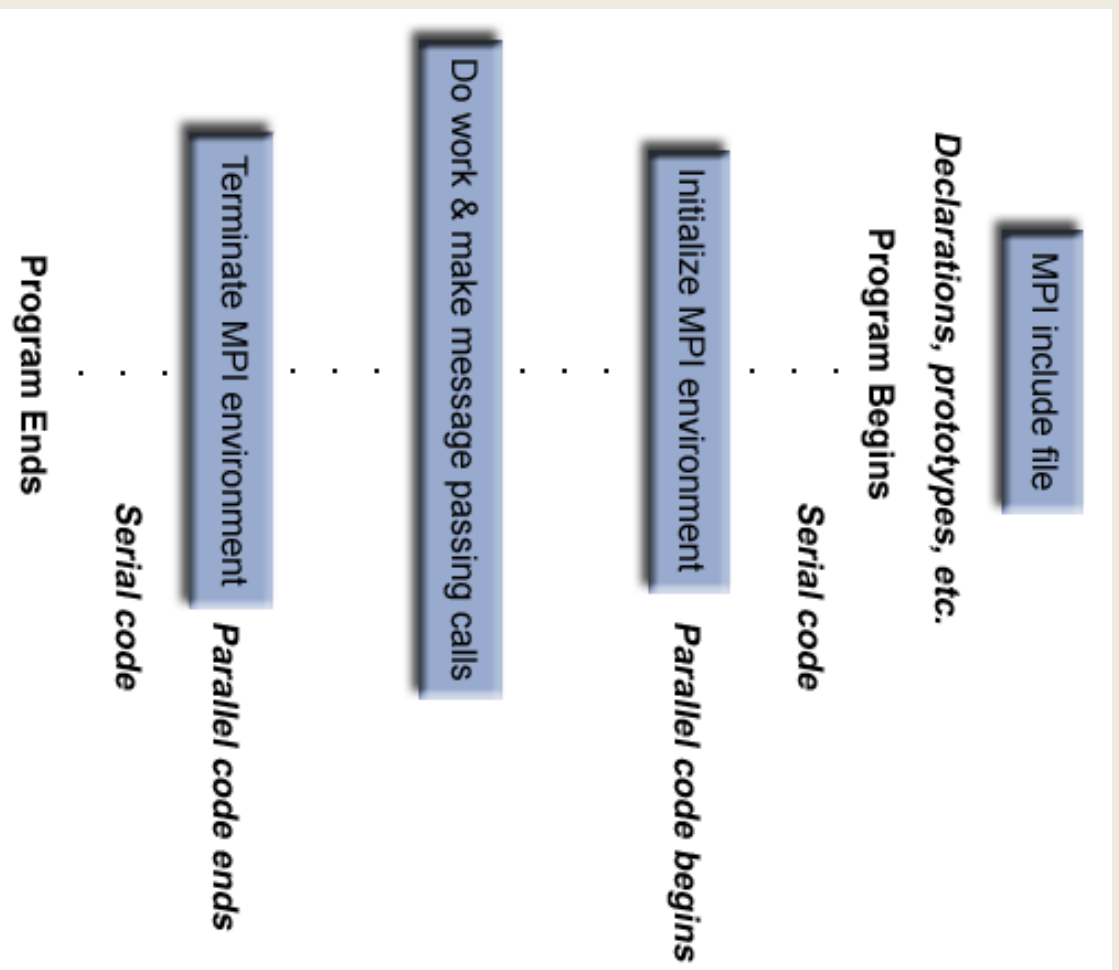 MPI include file
Declarations, prototypes, etc.
Program Begins
. . . Serial code
Initialize MPI environment Parallel code begins
. . .
Do work & make message passing calls
. . .
Terminate MPI environment Parallel code ends
. . . Serial code
Program Ends